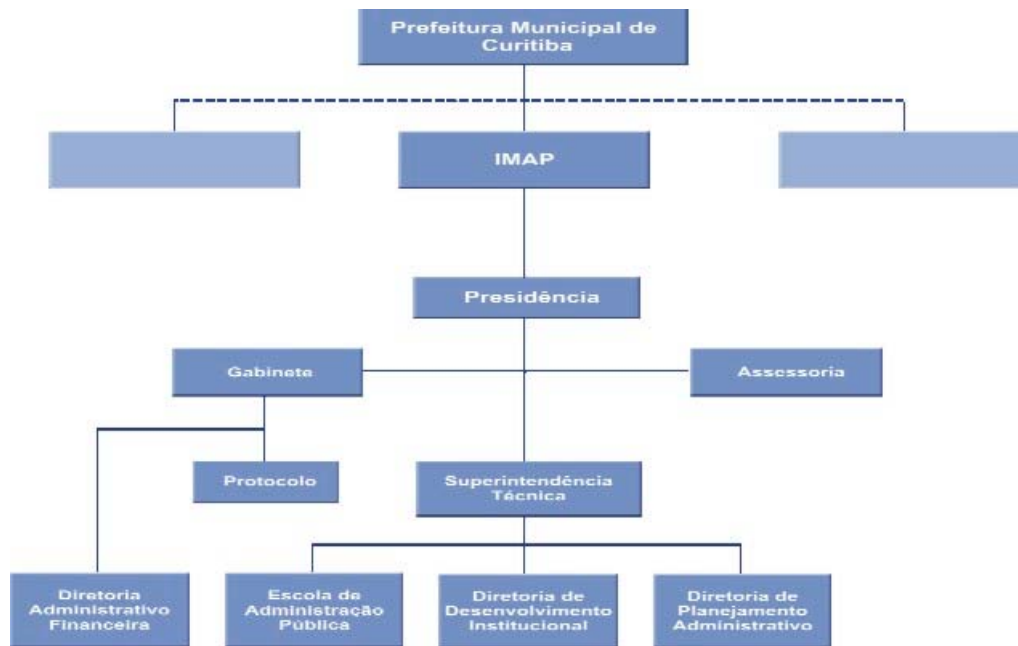 Prefeitura Municipal de
Curitiba
IMAP
Presidência
Gabinete
Assessoria
Protocolo
Superintendência
Técnica
Diretoria
Administrativo
Financeira
Escola de
Administração
Pública
Diretoria de
Desenvolvimento
Institucional
Diretoria de
Planejamento
Administrativo